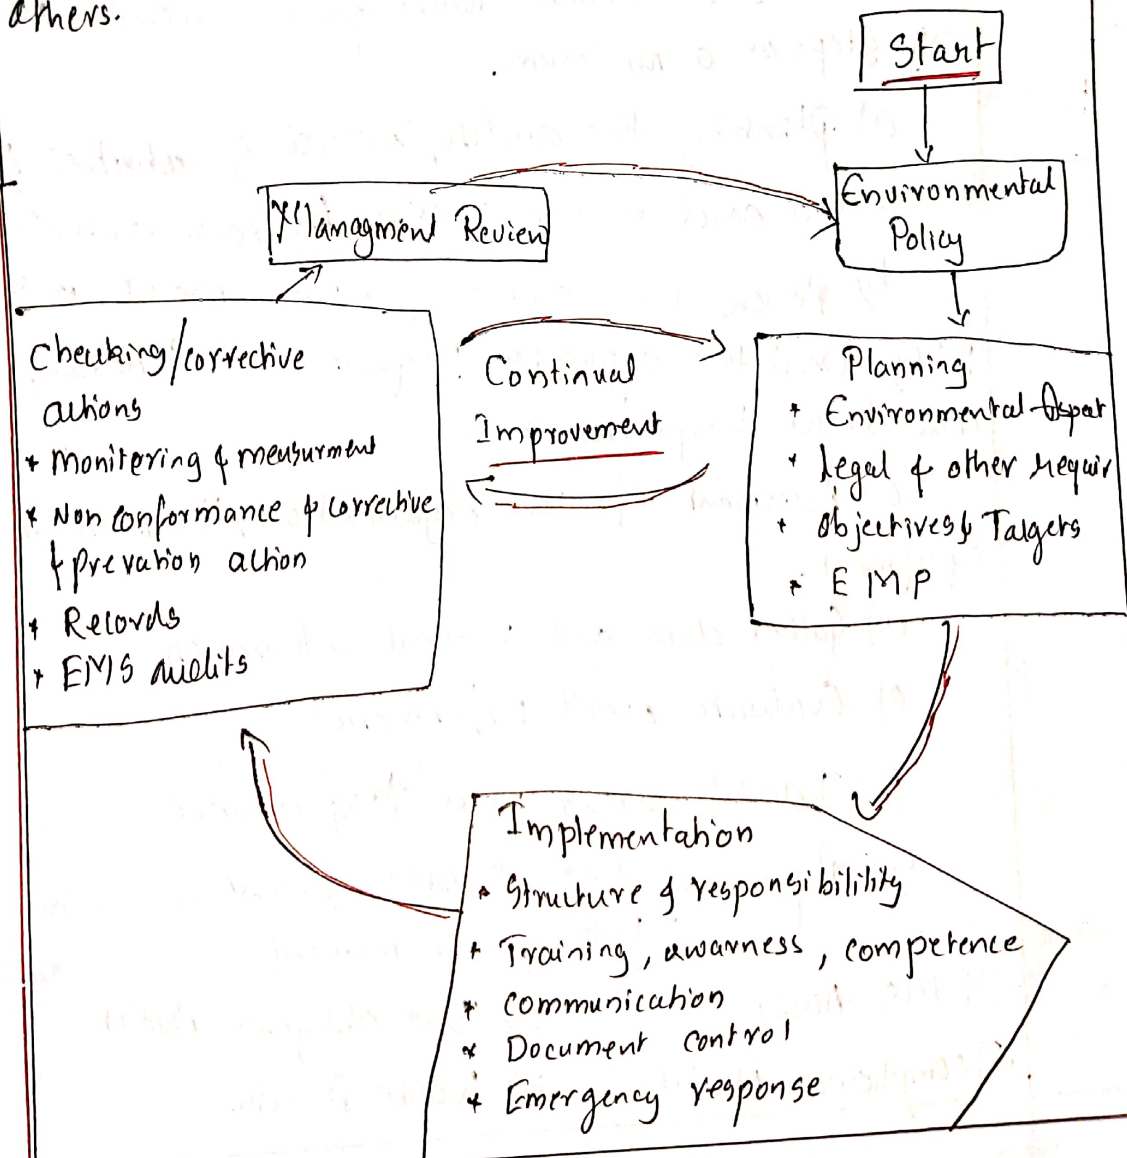 others.
Start
Environmental
Policy
Managment Review
Checking/corrective
actions
* Monitering & measurment
* Non conformance & corrective
& prevation action
* Records
* EMS audits
Continual
Improvement
Planning
* Environmental Aspect
* Legal & other requir
* Objectives & Targets
* EMP
Implementation
* Structure & responsibilility
* Training, awarness, competence
* Communication
* Document control
* Emergency response